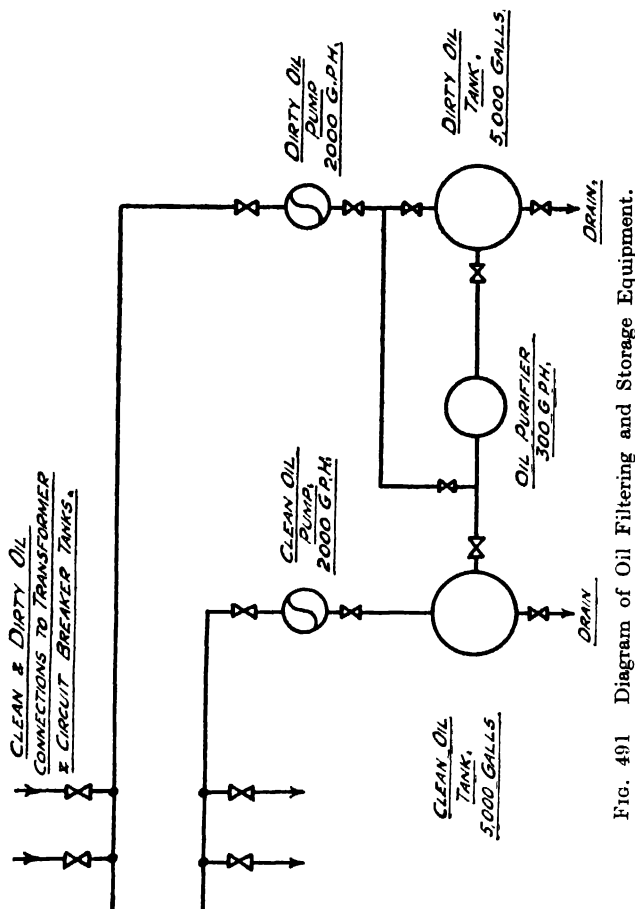 CLEAN & DIRTY OIL
CONNECTIONS TO TRANSFORMER
& CIRCUIT BREAKER TANKS.
DIRTY OIL
PUMP
2000 G.P.H.
CLEAN OIL
PUMP.
2000 G.P.H.
DIRTY OIL
TANK.
5,000 GALLS.
CLEAN OIL
TANK.
5,000 GALLS
OIL PURIFIER
300 G.P.H.
DRAIN
DRAIN.
FIG. 491 Diagram of Oil Filtering and Storage Equipment.